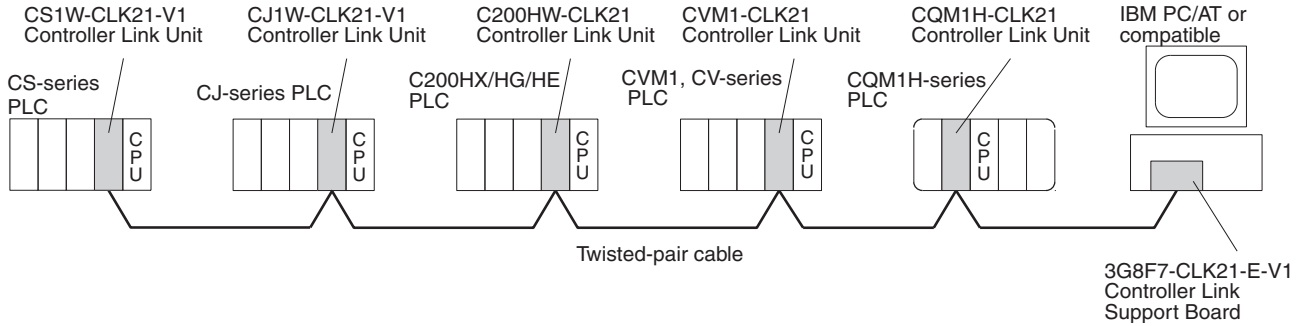 CS1W-CLK21-V1
Controller Link Unit
CJ1W-CLK21-V1
Controller Link Unit
C200HW-CLK21
Controller Link Unit
CVM1-CLK21
Controller Link Unit
CQM1H-CLK21
Controller Link Unit
IBM PC/AT or
compatible
CS-series
PLC
CJ-series PLC
C200HX/HG/HE
PLC
CVM1, CV-series
PLC
CQM1H-series
PLC
CPU
CPU
CPU
CPU
CPU
Twisted-pair cable
3G8F7-CLK21-E-V1
Controller Link
Support Board